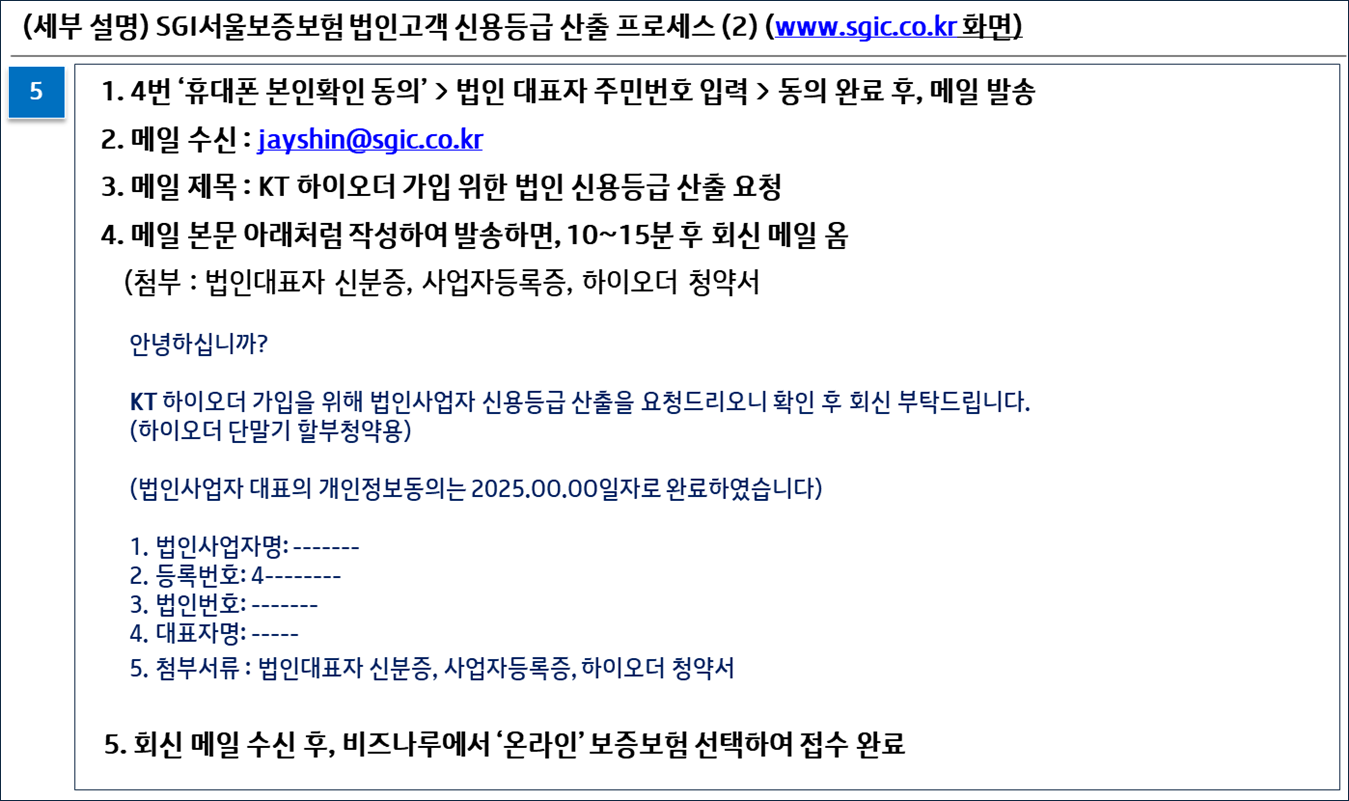 (세부 설명) SGI서울보증보험 법인고객 신용등급 산출 프로세스 (2) (www.sgic.co.kr 화면)
5
1. 4번 ‘휴대폰 본인확인 동의’ > 법인 대표자 주민번호 입력 > 동의 완료 후, 메일 발송
2. 메일 수신 : jayshin@sgic.co.kr
3. 메일 제목 : KT 하이오더 가입 위한 법인 신용등급 산출 요청
4. 메일 본문 아래처럼 작성하여 발송하면, 10~15분 후 회신 메일 옴
(첨부 : 법인대표자 신분증, 사업자등록증, 하이오더 청약서
안녕하십니까?
KT 하이오더 가입을 위해 법인사업자 신용등급 산출을 요청드리오니 확인 후 회신 부탁드립니다.
(하이오더 단말기 할부청약용)
(법인사업자 대표의 개인정보동의는 2025.00.00일자로 완료하였습니다)
1. 법인사업자명: -------
2. 등록번호: 4--------
3. 법인번호: -------
4. 대표자명: -----
5. 첨부서류 : 법인대표자 신분증, 사업자등록증, 하이오더 청약서
5. 회신 메일 수신 후, 비즈나루에서 ‘온라인’ 보증보험 선택하여 접수 완료